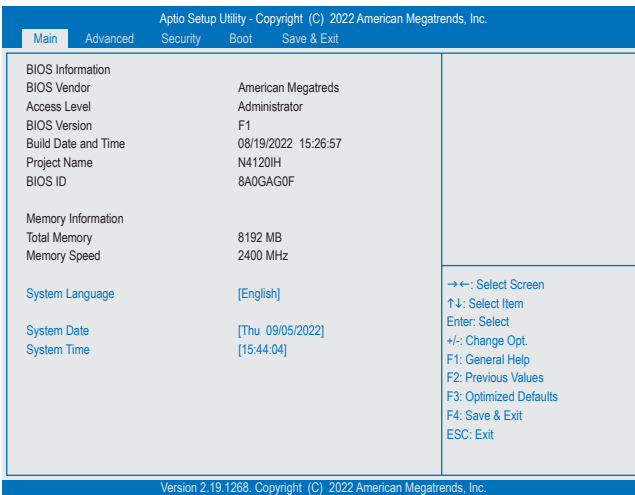 Aptio Setup Utility - Copyright (C) 2022 American Megatrends, Inc.
Main Advanced Security Boot Save & Exit
BIOS Information
BIOS Vendor American Megatreds
Access Level Administrator
BIOS Version F1
Build Date and Time 08/19/2022 15:26:57
Project Name N4120IH
BIOS ID 8A0GAG0F
Memory Information
Total Memory 8192 MB
Memory Speed 2400 MHz
System Language [English]
System Date [Thu 09/05/2022]
System Time [15:44:04]
→←: Select Screen
↑↓: Select Item
Enter: Select
+/-: Change Opt.
F1: General Help
F2: Previous Values
F3: Optimized Defaults
F4: Save & Exit
ESC: Exit
Version 2.19.1268. Copyright (C) 2022 American Megatrends, Inc.